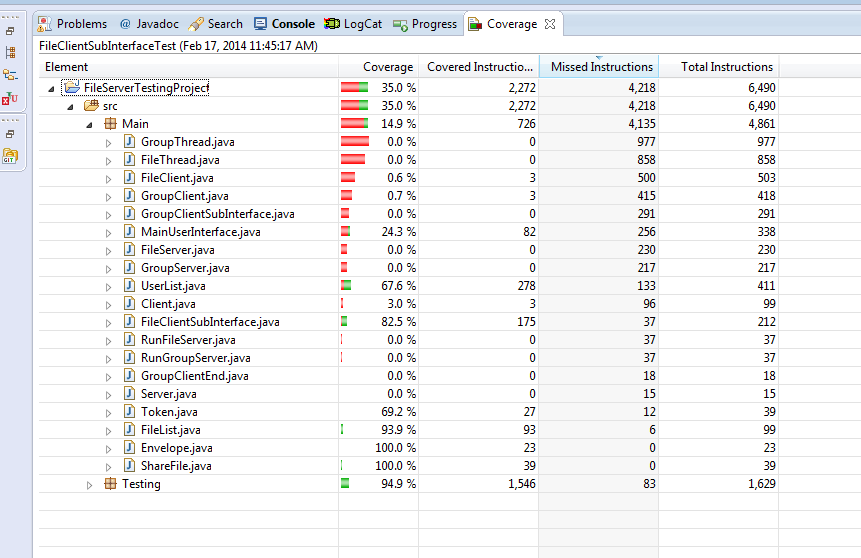 Problems @ Javadoc Search Console LogCat Progress Coverage
FileClientSubInterfaceTest (Feb 17, 2014 11:45:17 AM)
Element Coverage Covered Instructio... Missed Instructions Total Instructions
FileServerTestingProject 35.0 % 2,272 4,218 6,490
src 35.0 % 2,272 4,218 6,490
Main 14.9 % 726 4,135 4,861
GroupThread.java 0.0 % 0 977 977
FileThread.java 0.0 % 0 858 858
FileClient.java 0.6 % 3 500 503
GroupClient.java 0.7 % 3 415 418
GroupClientSubInterface.java 0.0 % 0 291 291
MainUserInterface.java 24.3 % 82 256 338
FileServer.java 0.0 % 0 230 230
GroupServer.java 0.0 % 0 217 217
UserList.java 67.6 % 278 133 411
Client.java 3.0 % 3 96 99
FileClientSubInterface.java 82.5 % 175 37 212
RunFileServer.java 0.0 % 0 37 37
RunGroupServer.java 0.0 % 0 37 37
GroupClientEnd.java 0.0 % 0 18 18
Server.java 0.0 % 0 15 15
Token.java 69.2 % 27 12 39
FileList.java 93.9 % 93 6 99
Envelope.java 100.0 % 23 0 23
ShareFile.java 100.0 % 39 0 39
Testing 94.9 % 1,546 83 1,629